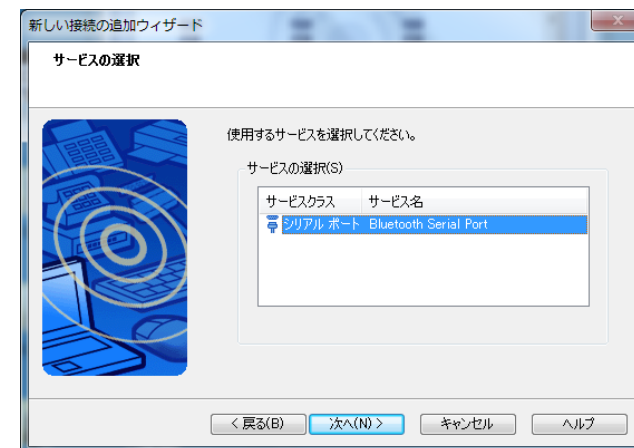 新しい接続の追加ウィザード
サービスの選択
使用するサービスを選択してください。
サービスの選択(S)
サービスクラス サービス名
シリアル ポート Bluetooth Serial Port
< 戻る(B) 次へ(N) > キャンセル ヘルプ